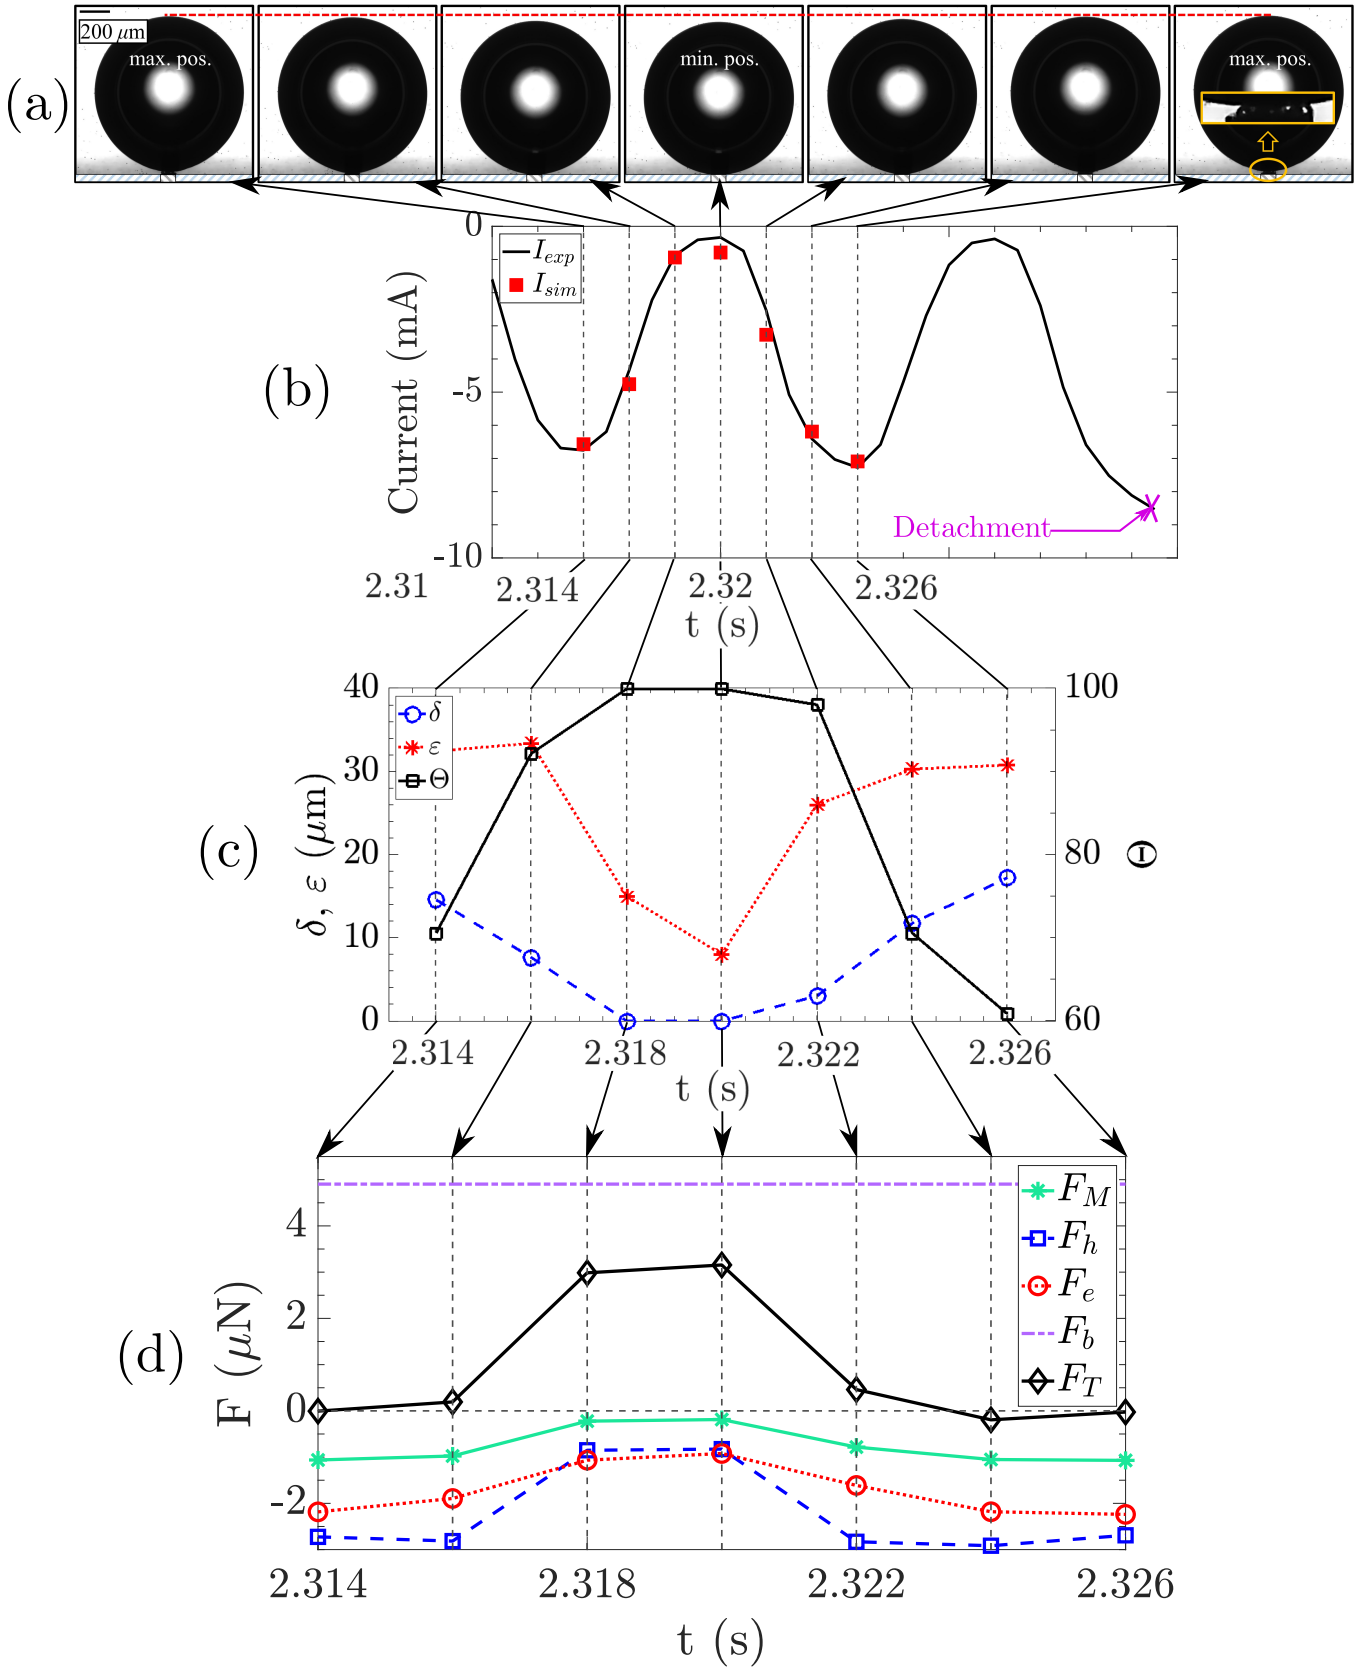 (a)
200 μm
max. pos.
min. pos.
max. pos.
(b)
Current (mA)
0
-5
-10
I_exp
I_sim
Detachment
2.31 2.314 2.32 2.326
t (s)
(c)
δ, ε (μm)
40
30
20
10
0
δ
ε
Θ
100
80
60
Θ
2.314 2.318 2.322 2.326
t (s)
(d)
F (μN)
4
2
0
-2
F_M
F_h
F_e
F_b
F_T
2.314 2.318 2.322 2.326
t (s)